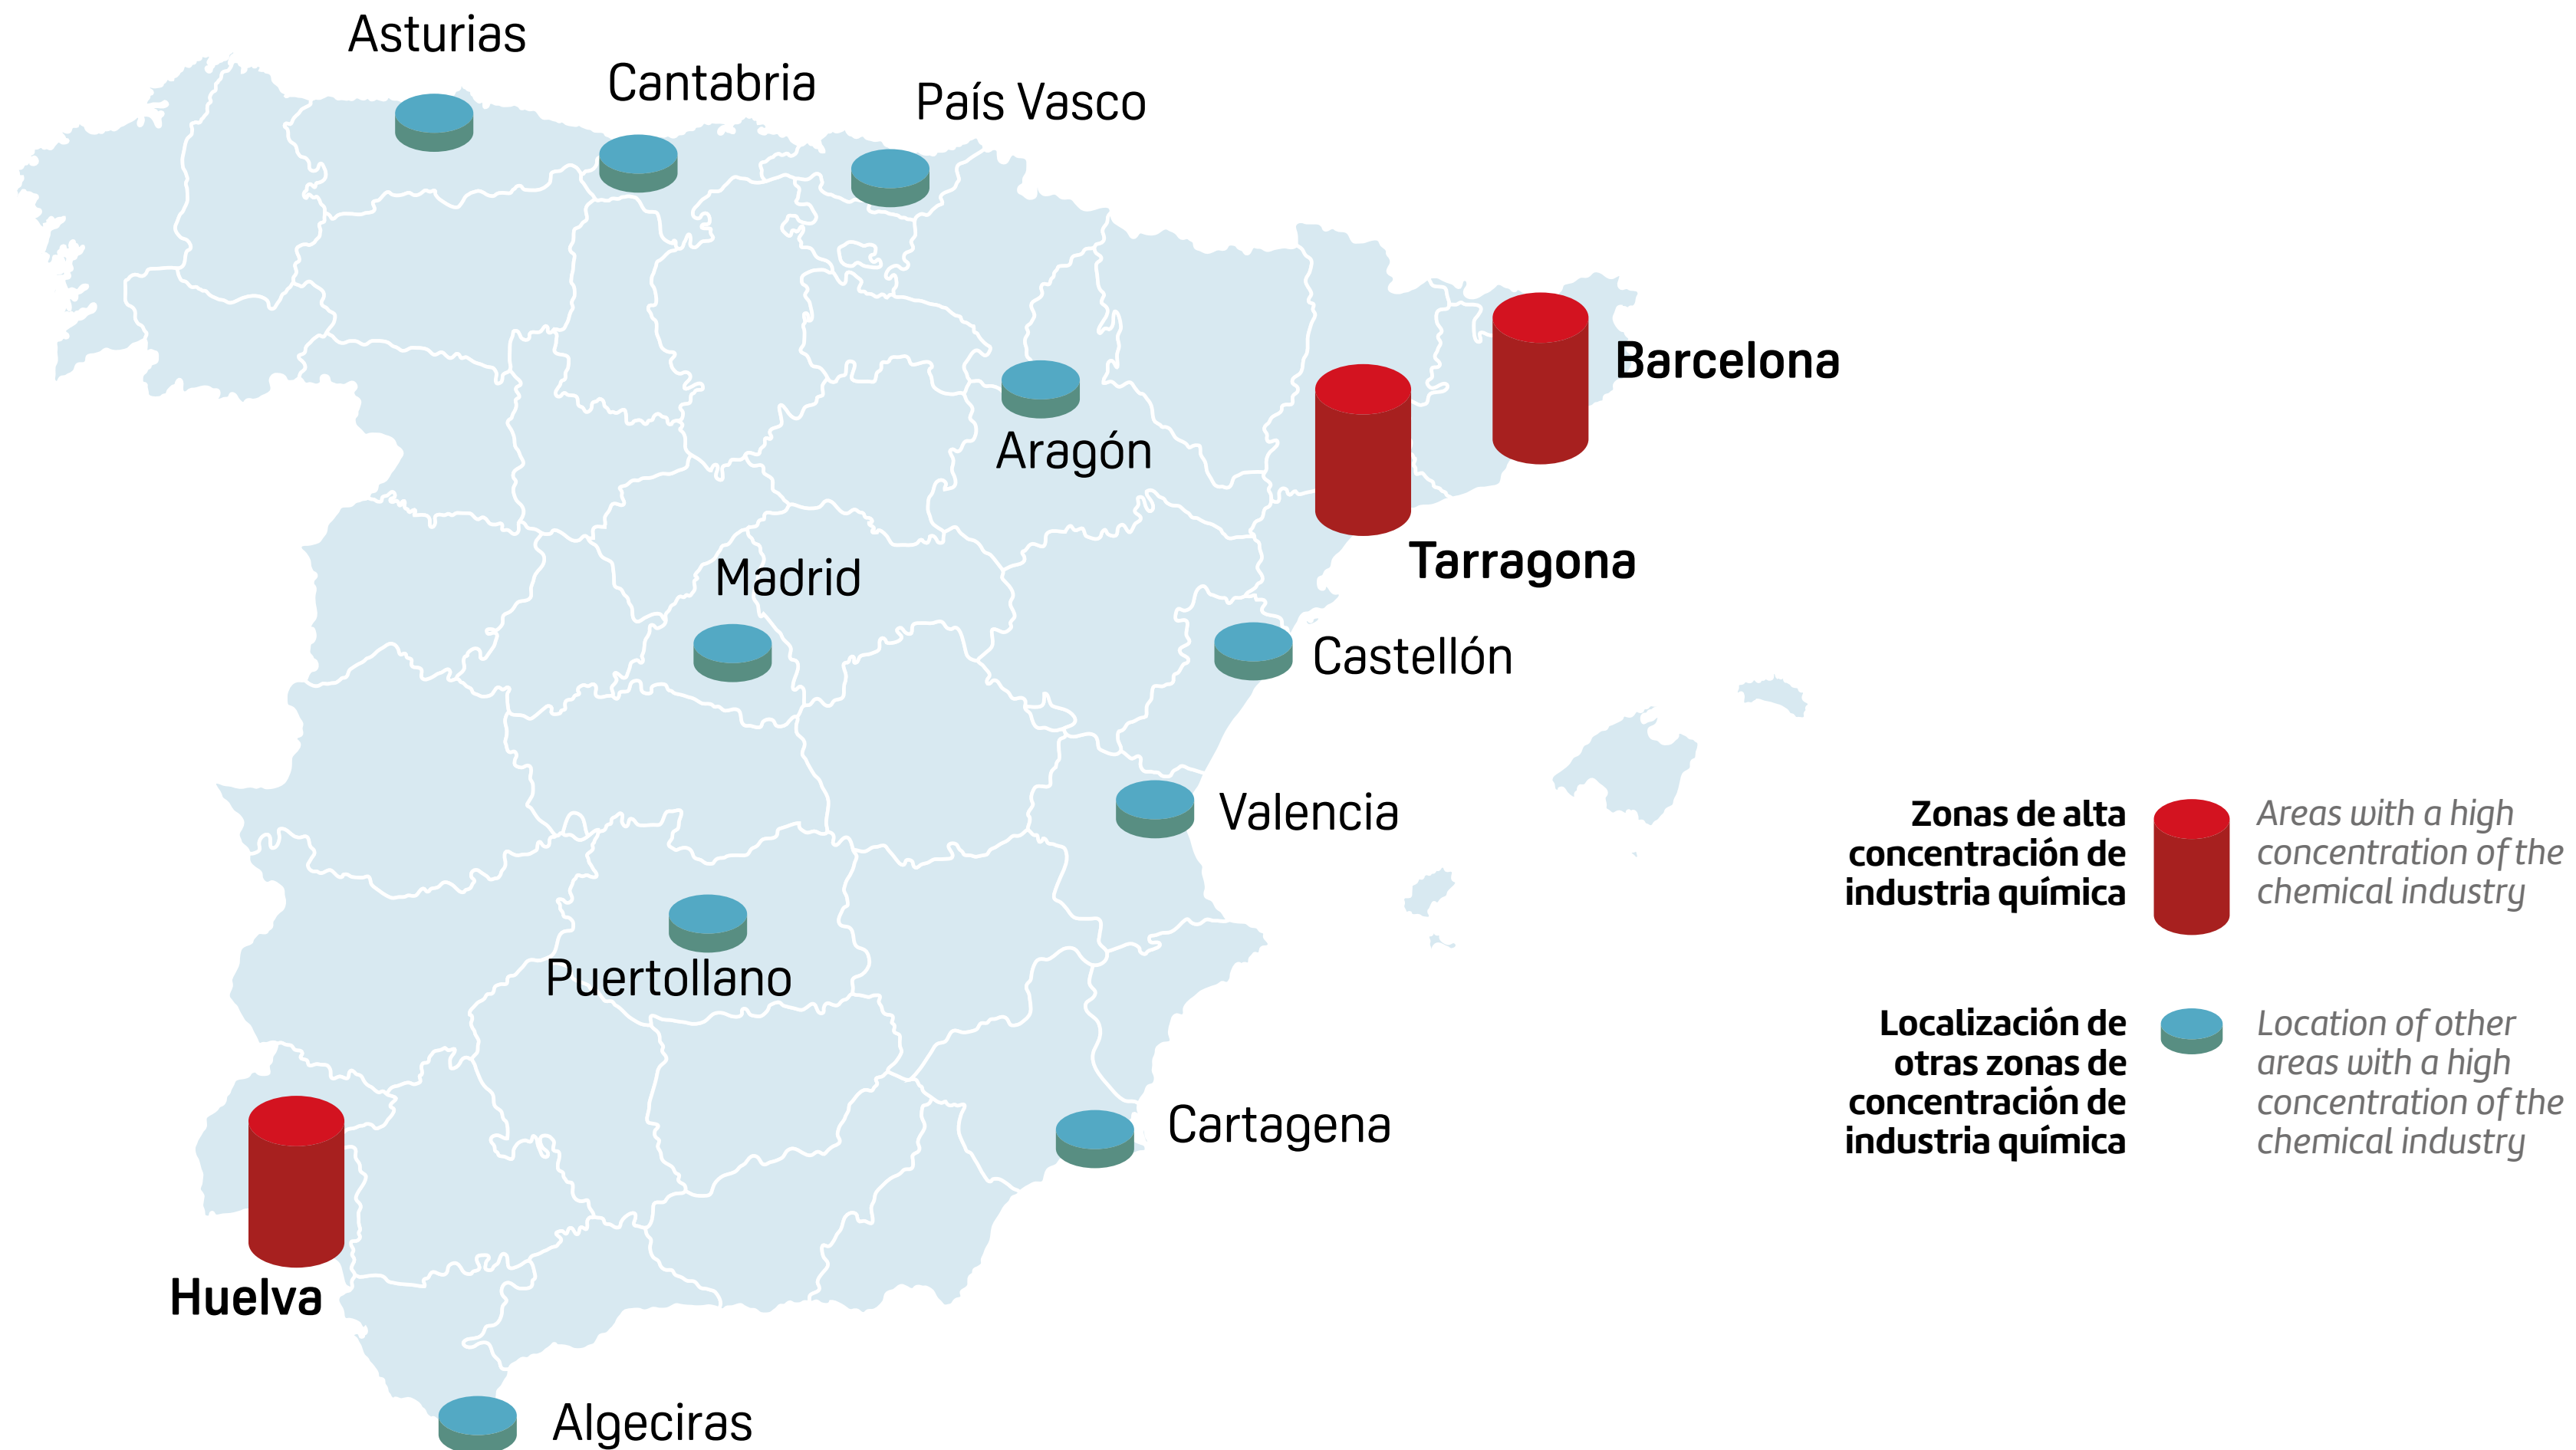 Asturias
Cantabria
País Vasco
Barcelona
Aragón
Tarragona
Madrid
Castellón
Valencia
Puertollano
Cartagena
Huelva
Algeciras
Zonas de alta
concentración de
industria química
Areas with a high
concentration of the
chemical industry
Localización de
otras zonas de
concentración de
industria química
Location of other
areas with a high
concentration of the
chemical industry